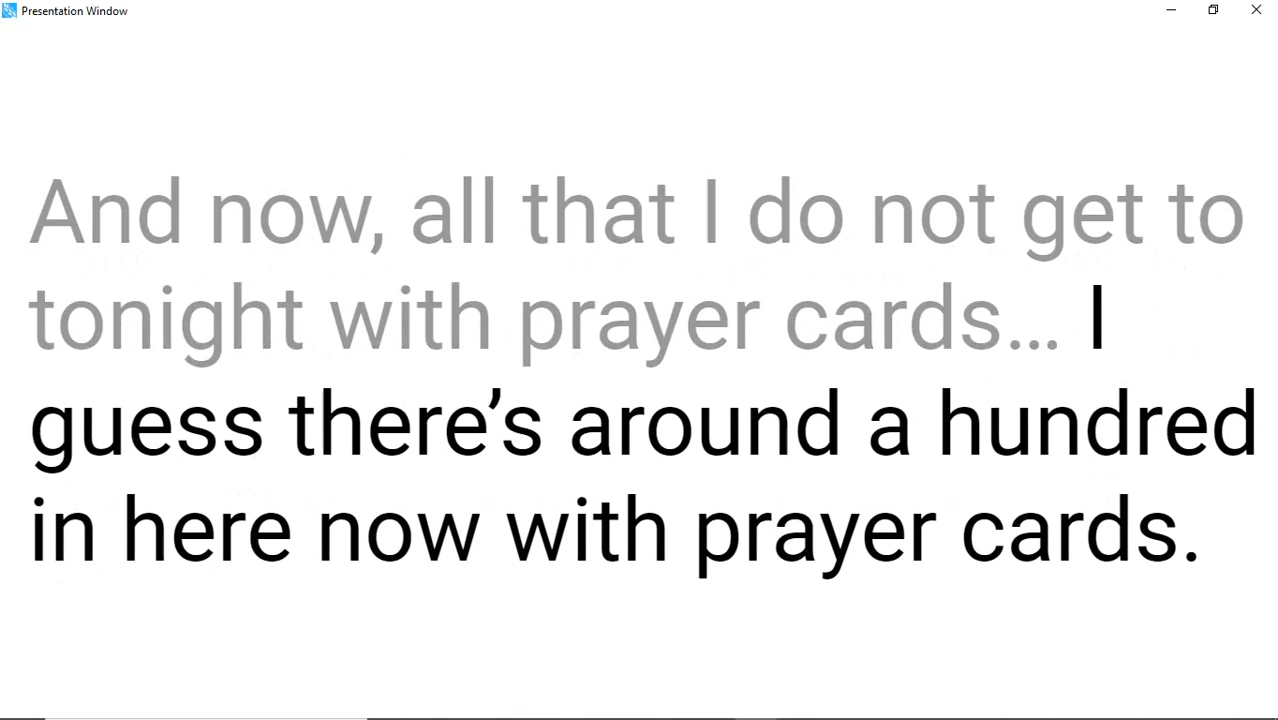 Presentation Window
And now, all that I do not get to
tonight with prayer cards… I
guess there’s around a hundred
in here now with prayer cards.